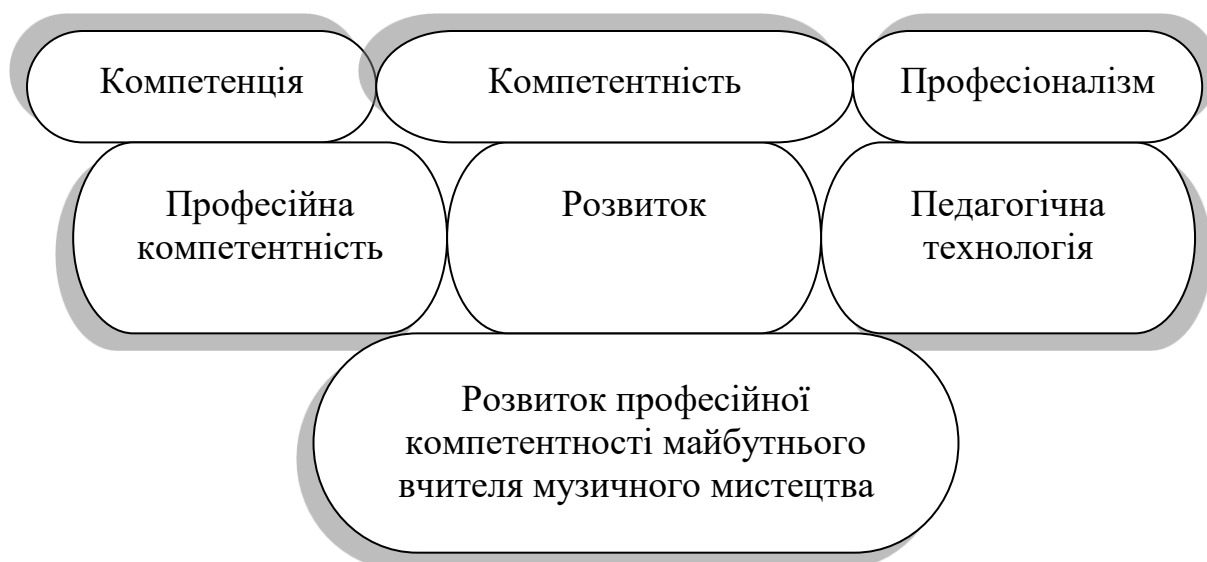 Компетенція
Компетентність
Професіоналізм
Професійна
компетентність
Розвиток
Педагогічна
технологія
Розвиток професійної
компетентності майбутнього
вчителя музичного мистецтва